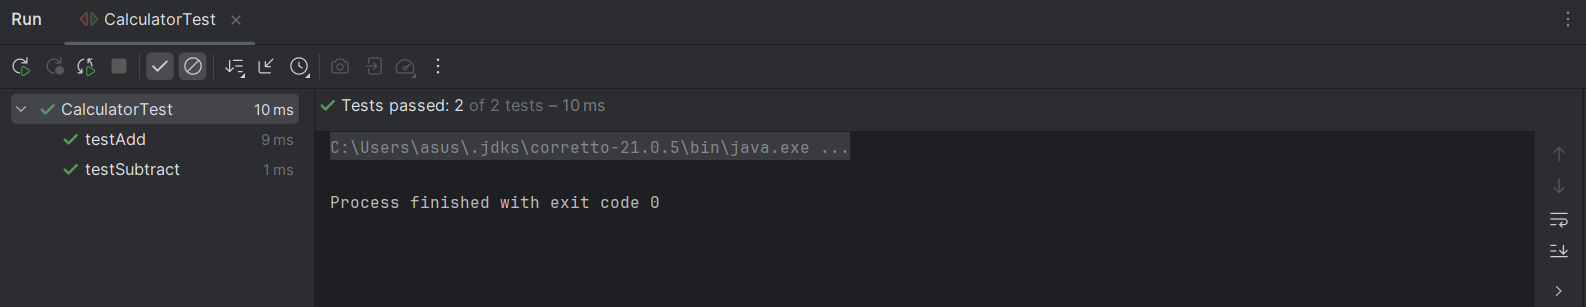 Run CalculatorTest
CalculatorTest 10 ms
testAdd 9 ms
testSubtract 1 ms
Tests passed: 2 of 2 tests – 10 ms
C:\Users\asus\.jdks\corretto-21.0.5\bin\java.exe ...
Process finished with exit code 0